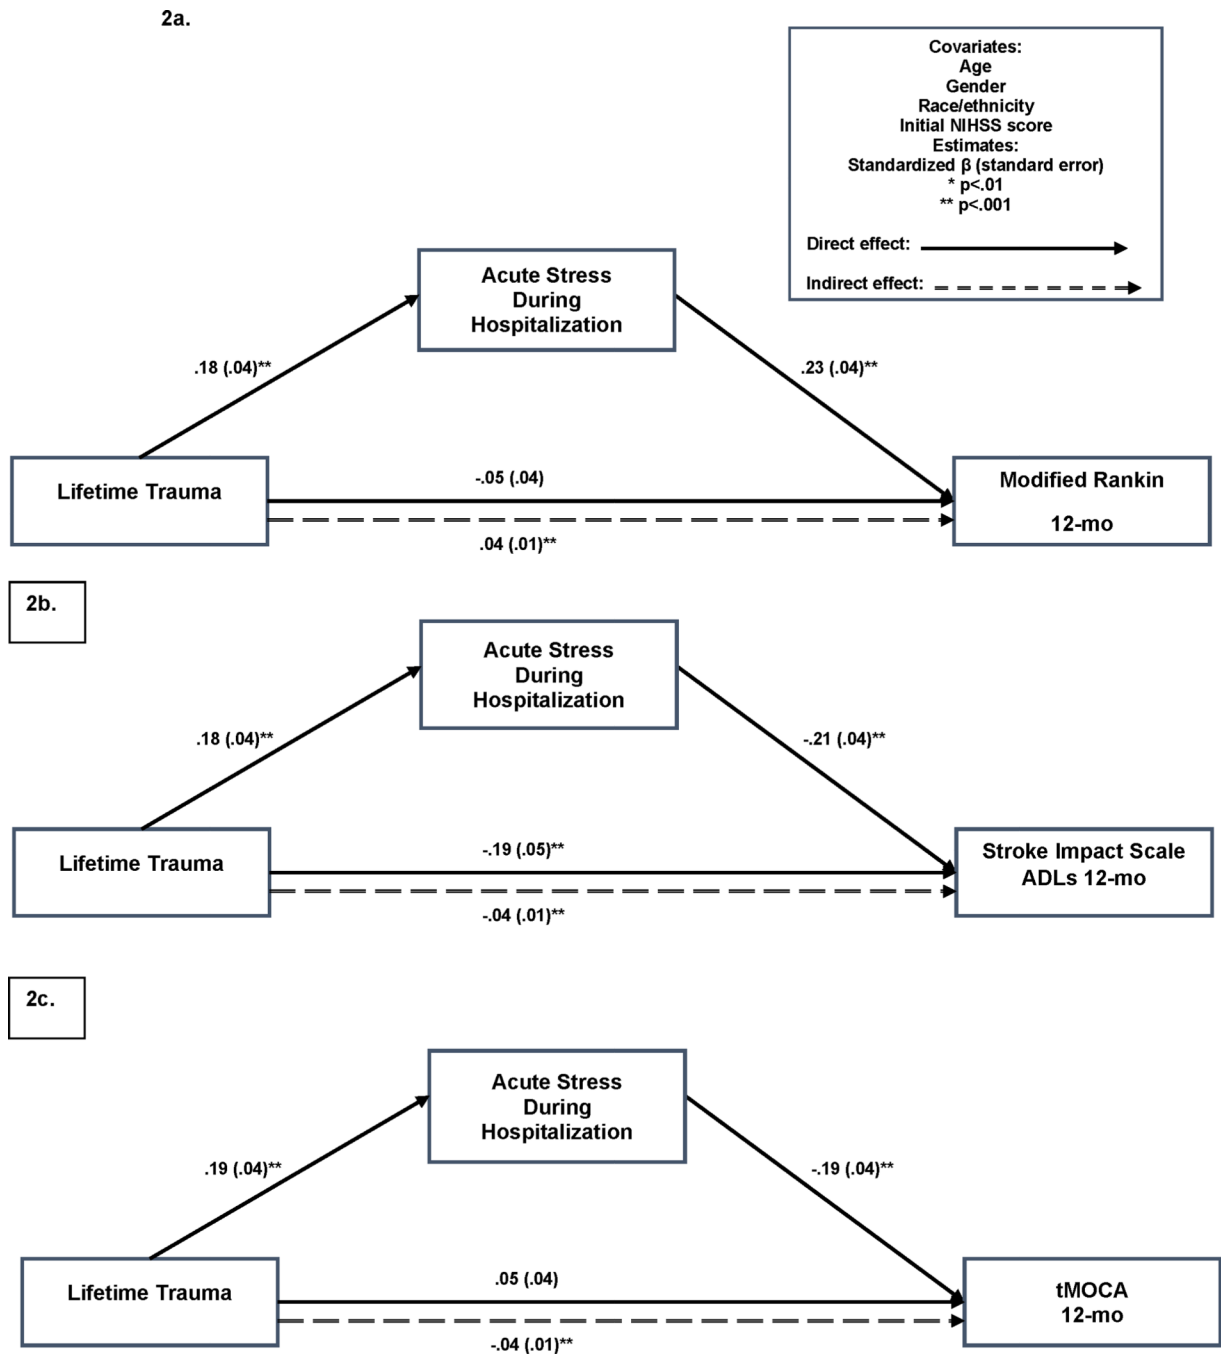 2a.
Covariates:
Age
Gender
Race/ethnicity
Initial NIHSS score
Estimates:
Standardized β (standard error)
* p<.01
** p<.001
Direct effect:
Indirect effect:
Acute Stress
During
Hospitalization
.18 (.04)**
.23 (.04)**
Lifetime Trauma
-.05 (.04)
.04 (.01)**
Modified Rankin
12-mo
2b.
Acute Stress
During
Hospitalization
.18 (.04)**
-.21 (.04)**
Lifetime Trauma
-.19 (.05)**
-.04 (.01)**
Stroke Impact Scale
ADLs 12-mo
2c.
Acute Stress
During
Hospitalization
.19 (.04)**
-.19 (.04)**
Lifetime Trauma
.05 (.04)
-.04 (.01)**
tMOCA
12-mo